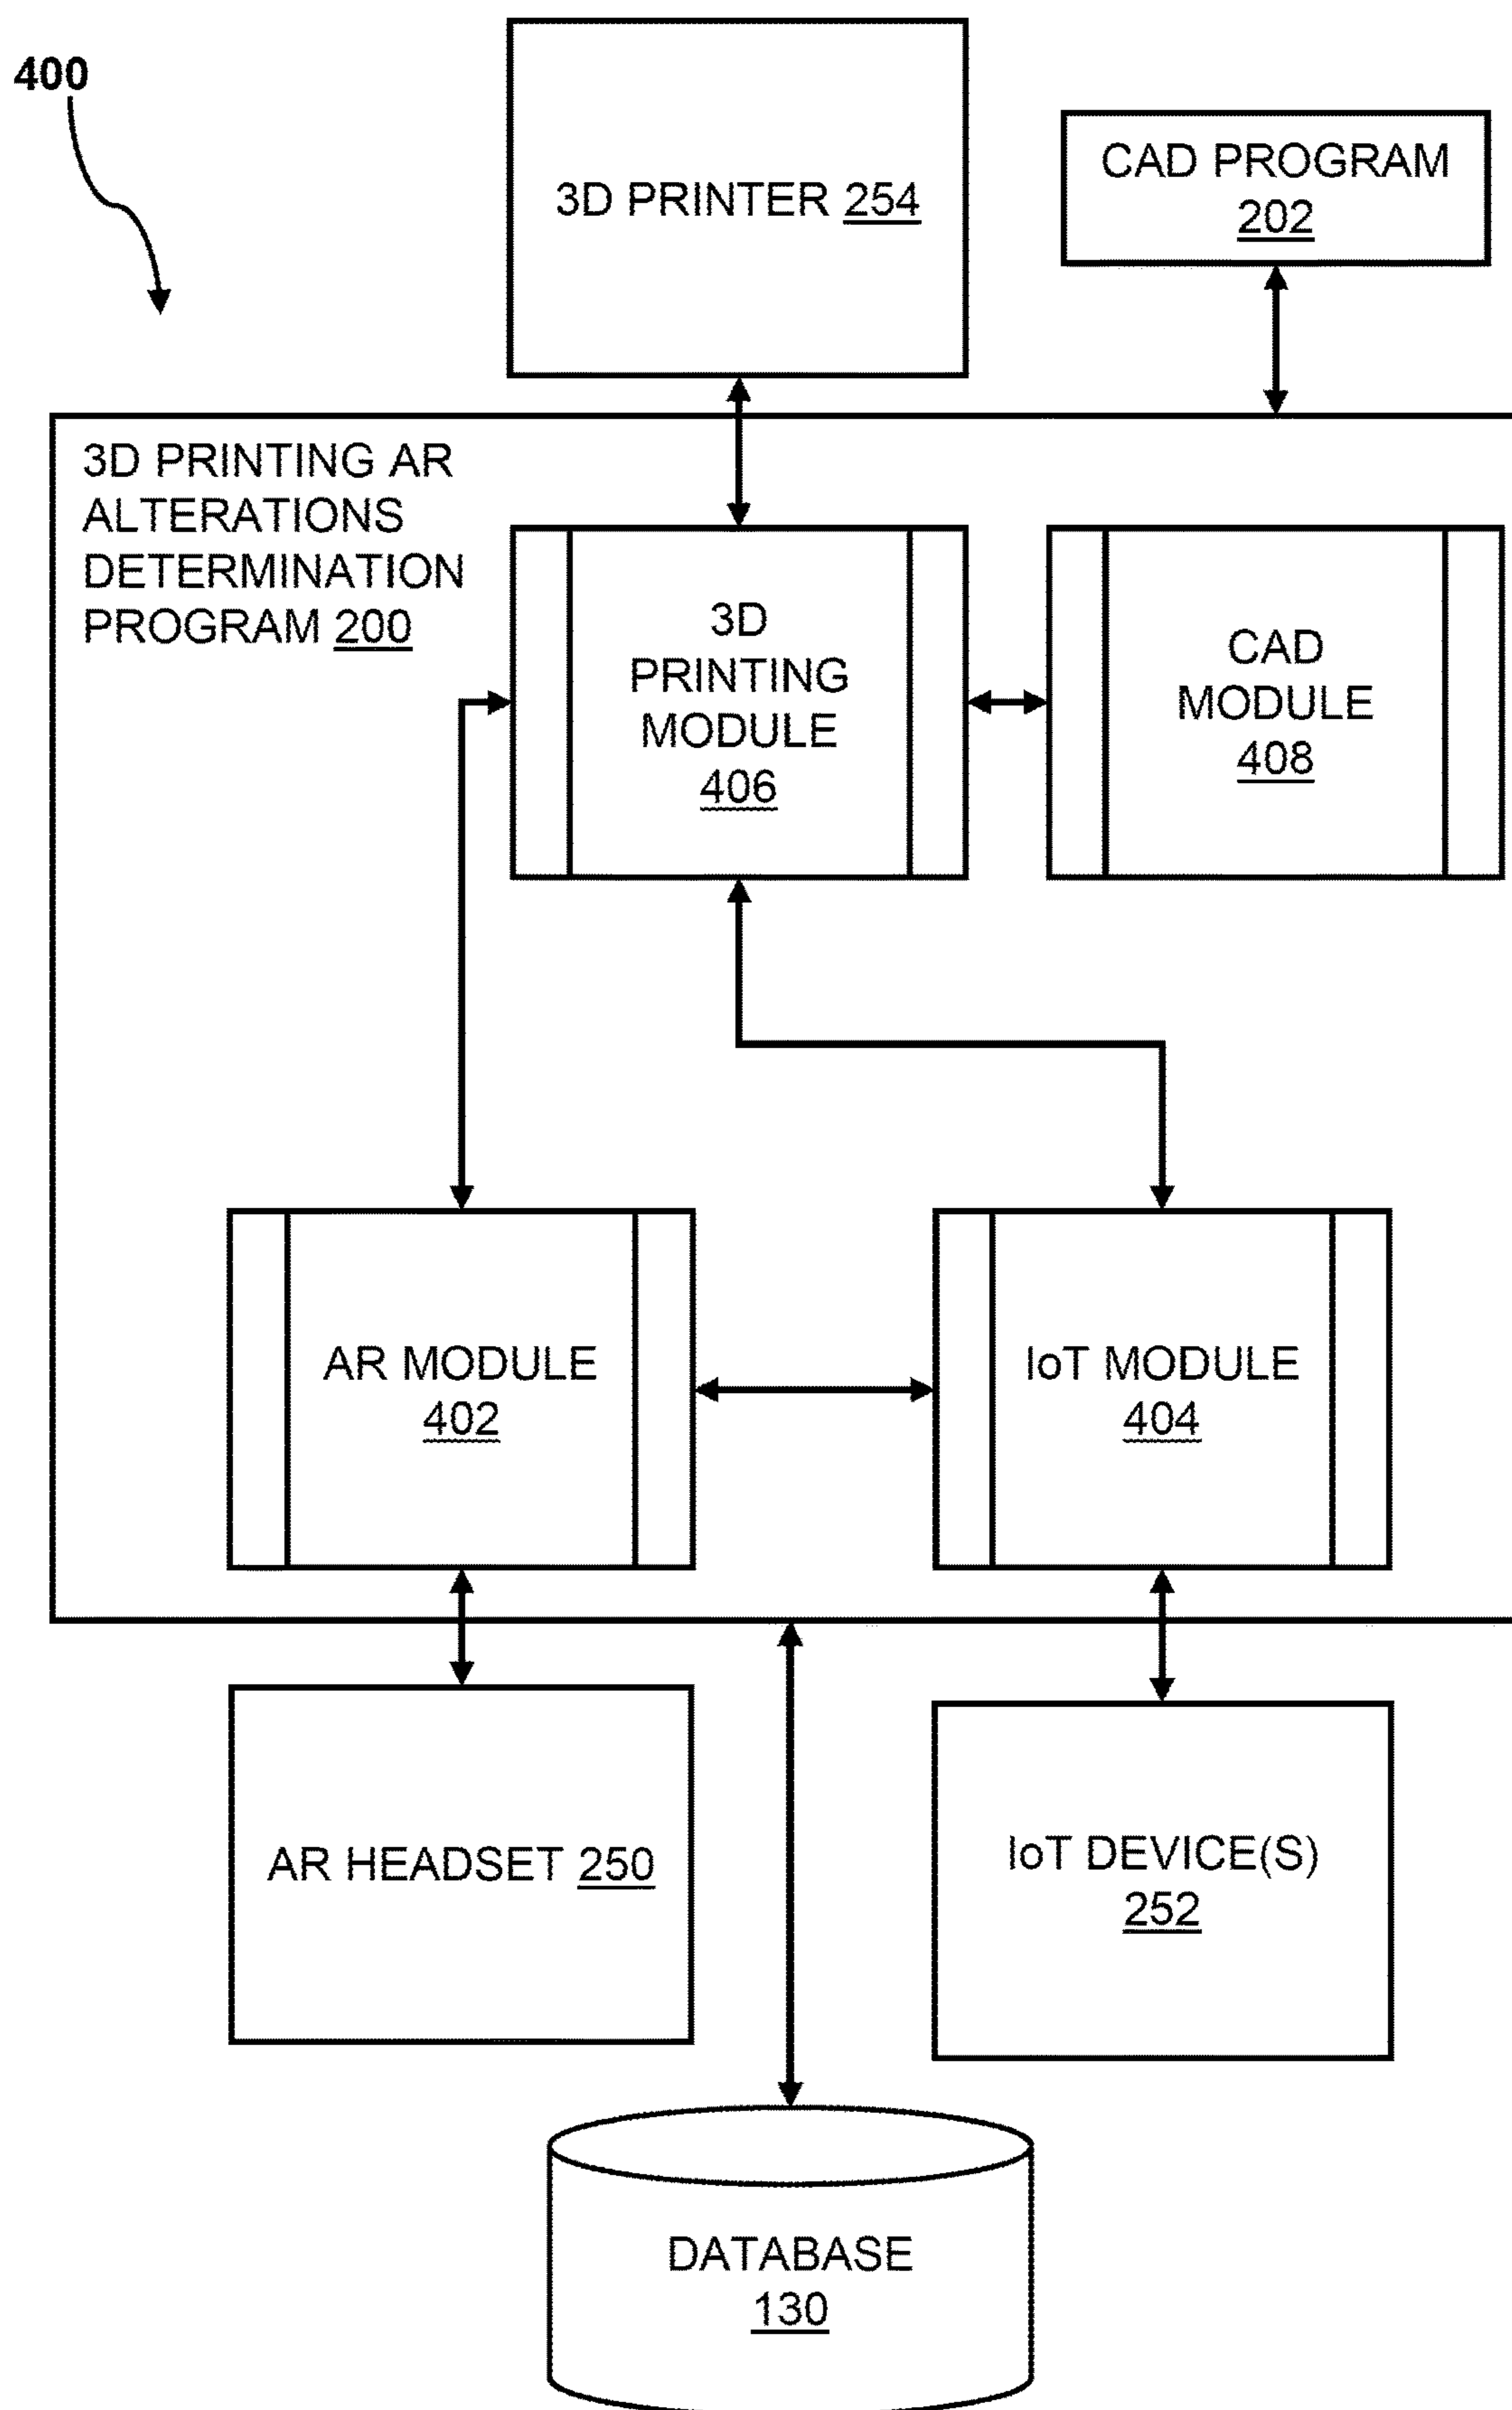 400
3D PRINTER 254
CAD PROGRAM
202
3D PRINTING AR
ALTERATIONS
DETERMINATION
PROGRAM 200
3D
PRINTING
MODULE
406
CAD
MODULE
408
AR MODULE
402
IoT MODULE
404
AR HEADSET 250
IoT DEVICE(S)
252
DATABASE
130